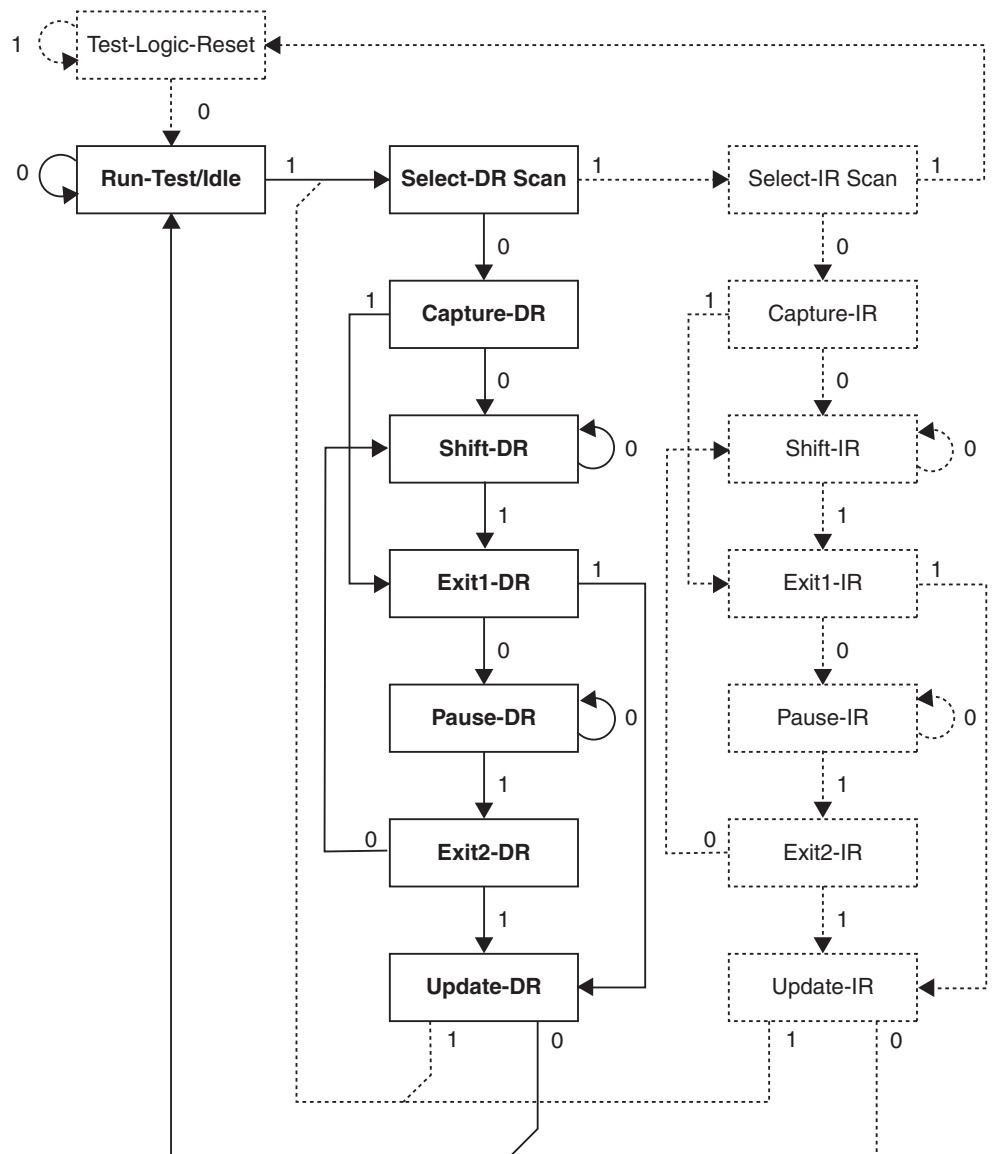 Test-Logic-Reset
1
0
0
Run-Test/Idle
1
Select-DR Scan
1
Select-IR Scan
1
0
0
1
Capture-DR
1
Capture-IR
0
0
Shift-DR
0
Shift-IR
0
1
1
Exit1-DR
1
Exit1-IR
1
0
0
Pause-DR
0
Pause-IR
0
1
1
0
Exit2-DR
0
Exit2-IR
1
1
Update-DR
Update-IR
1
0
1
0